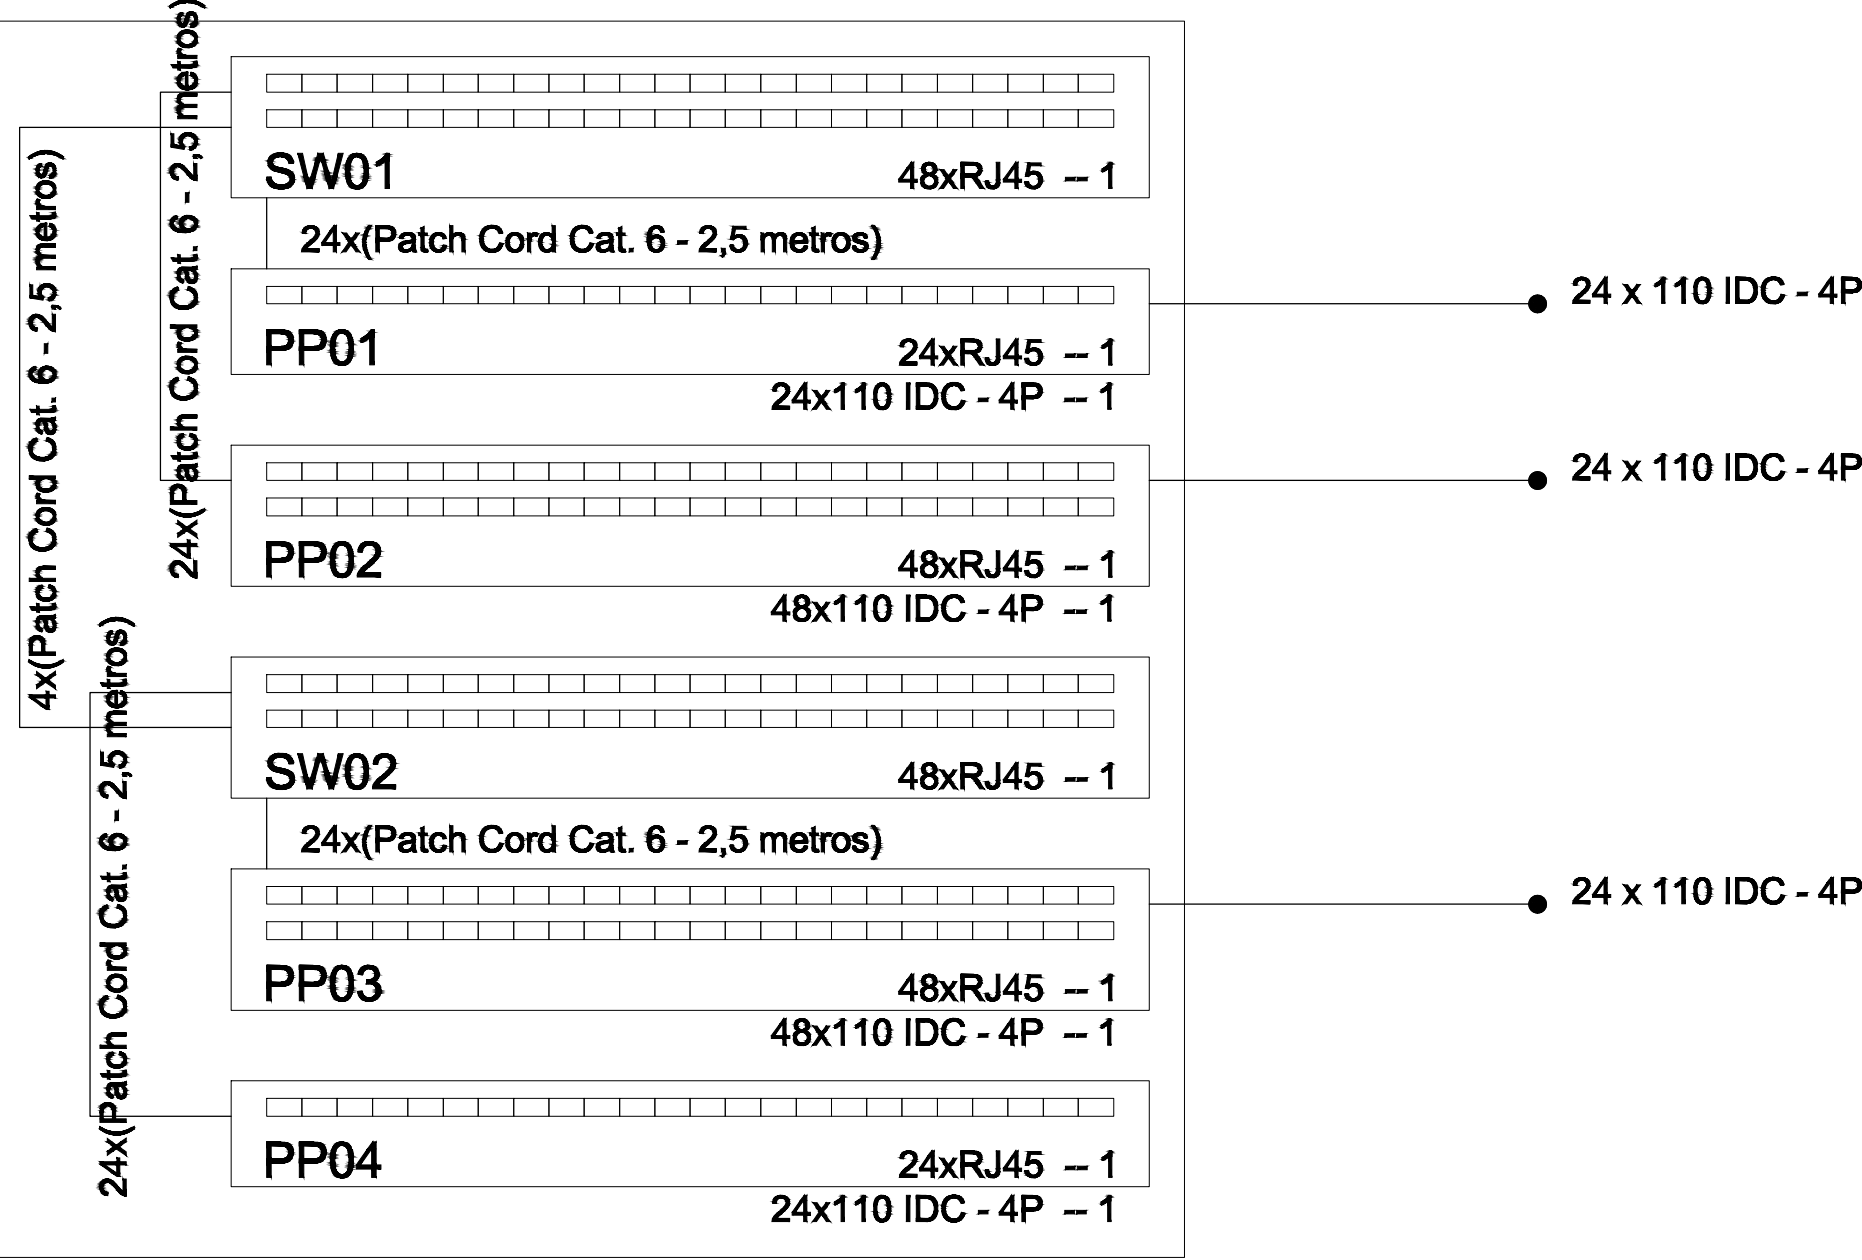 4x(Patch Cord Cat. 6 - 2,5 metros)
24x(Patch Cord Cat. 6 - 2,5 metros)
SW01
48xRJ45 -- 1
24x(Patch Cord Cat. 6 - 2,5 metros)
PP01
24xRJ45 -- 1
24x110 IDC - 4P -- 1
24 x 110 IDC - 4P
PP02
48xRJ45 -- 1
48x110 IDC - 4P -- 1
24 x 110 IDC - 4P
24x(Patch Cord Cat. 6 - 2,5 metros)
SW02
48xRJ45 -- 1
24x(Patch Cord Cat. 6 - 2,5 metros)
PP03
48xRJ45 -- 1
48x110 IDC - 4P -- 1
24 x 110 IDC - 4P
PP04
24xRJ45 -- 1
24x110 IDC - 4P -- 1